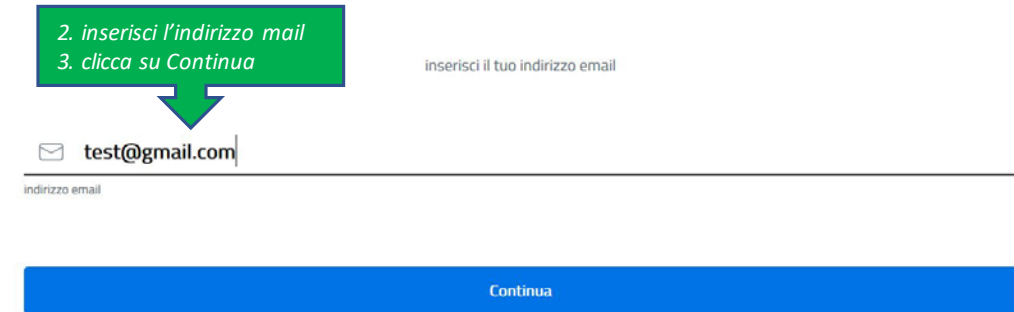 2. inserisci l'indirizzo mail
3. clicca su Continua
inserisci il tuo indirizzo email
test@gmail.com
indirizzo email
Continua